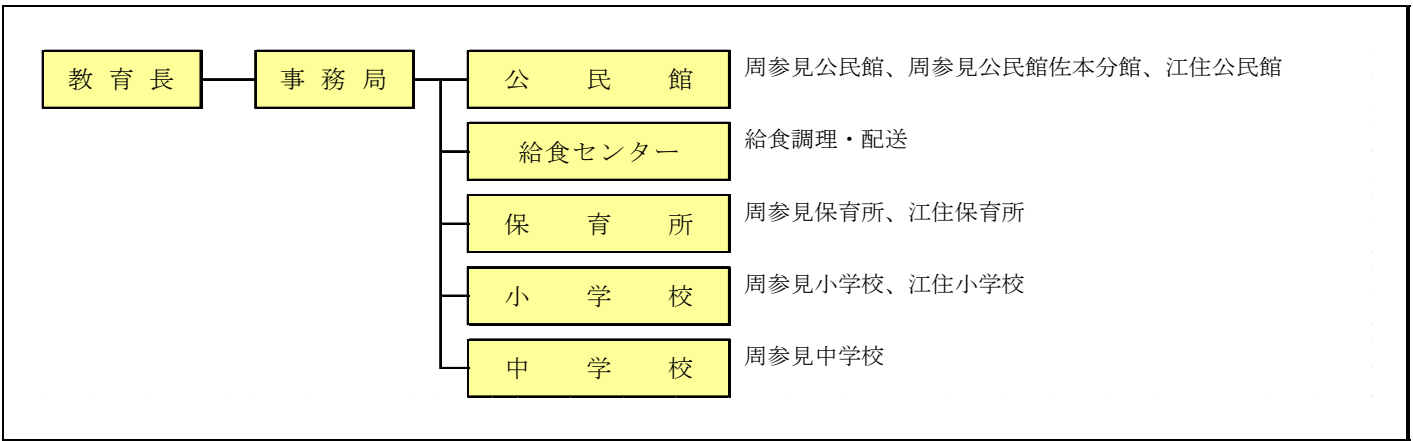 教育長 事務局 公民館 周参見公民館、周参見公民館佐本分館、江住公民館
給食センター 給食調理・配送
保育所 周参見保育所、江住保育所
小学校 周参見小学校、江住小学校
中学校 周参見中学校